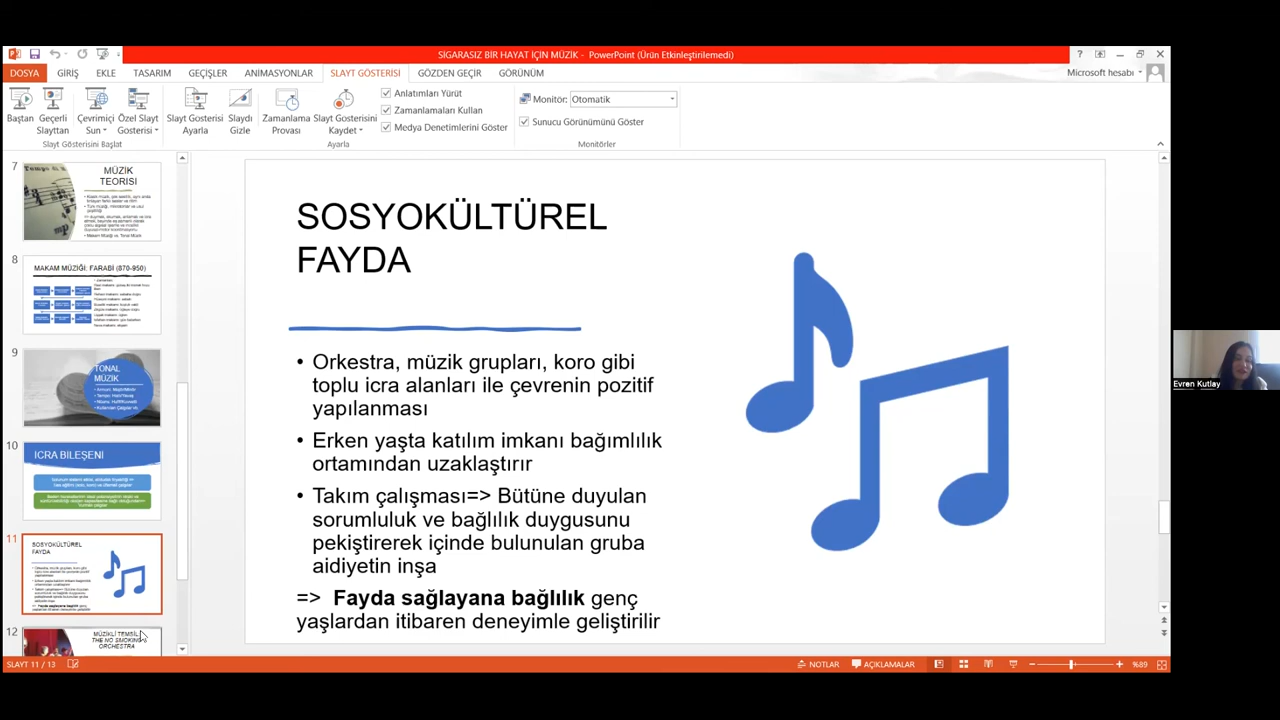 SİGARASIZ BİR HAYAT İÇİN MÜZİK - PowerPoint (Ürün Etkinleştirilemedi)
DOSYA GİRİŞ EKLE TASARIM GEÇİŞLER ANİMASYONLAR SLAYT GÖSTERİSİ GÖZDEN GEÇİR GÖRÜNÜM Microsoft hesabı
Baştan
Geçerli Slayttan
Çevrimiçi Sun
Özel Slayt Gösterisi
Slayt Gösterisini Başlat
Slayt Gösterisi Ayarla
Slaydı Gizle
Zamanlama Provası
Slayt Gösterisini Kaydet
Anlatımları Yürüt
Zamanlamaları Kullan
Medya Denetimlerini Göster
Ayarla
Monitör: Otomatik
Sunucu Görünümünü Göster
Monitörler
7
MÜZİK
TEORİSİ
8
MAKAM MÜZİĞİ: FARABİ (870-950)
9
TONAL
MÜZİK
10
İCRA BİLEŞENİ
11
SOSYOKÜLTÜREL
FAYDA
12
MÜZİKLİ TEMSİL
THE NO SMOKING
ORCHESTRA
SOSYOKÜLTÜREL
FAYDA
• Orkestra, müzik grupları, koro gibi
toplu icra alanları ile çevrenin pozitif
yapılanması
• Erken yaşta katılım imkanı bağımlılık
ortamından uzaklaştırır
• Takım çalışması=> Bütüne duyulan
sorumluluk ve bağlılık duygusunu
pekiştirerek içinde bulunulan gruba
aidiyetin inşa
=> Fayda sağlayana bağlılık genç
yaşlardan itibaren deneyimle geliştirilir
Evren Kutlay
SLAYT 11 / 13 NOTLAR AÇIKLAMALAR %89